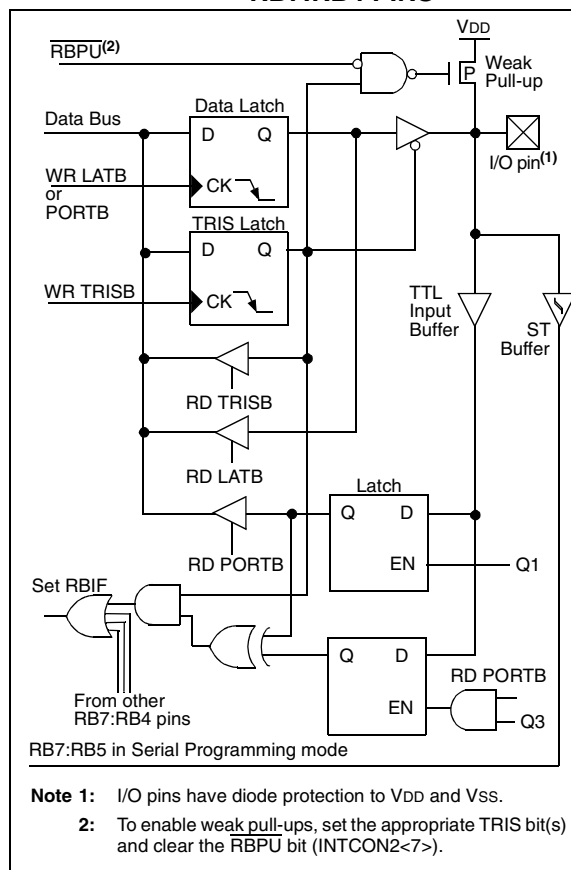 RBPU(2)
VDD
P
Weak
Pull-up
Data Latch
Data Bus
D
Q
I/O pin(1)
WR LATB
or
PORTB
CK
TRIS Latch
D
Q
WR TRISB
CK
TTL
Input
Buffer
ST
Buffer
RD TRISB
RD LATB
Latch
Q
D
RD PORTB
EN
Q1
Set RBIF
Q
D
RD PORTB
EN
Q3
From other
RB7:RB4 pins
RB7:RB5 in Serial Programming mode
Note 1: I/O pins have diode protection to VDD and VSS.
2: To enable weak pull-ups, set the appropriate TRIS bit(s)
and clear the RBPU bit (INTCON2<7>).